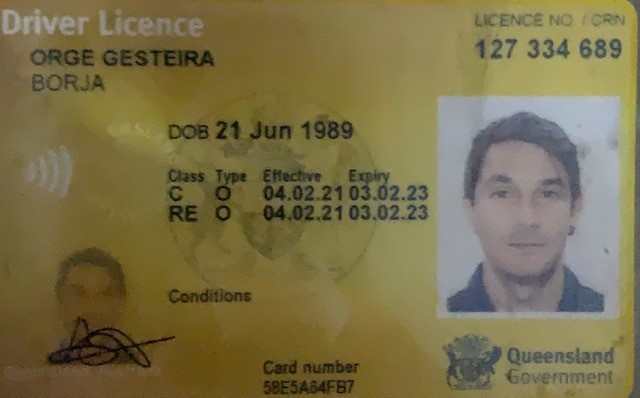 Driver Licence
LICENCE NO. / CRN
127 334 689
ORGE GESTEIRA
BORJA
DOB 21 Jun 1989
Class Type Effective Expiry
C O 04.02.21 03.02.23
RE O 04.02.21 03.02.23
Conditions
Card number
58E5A64FB7
Queensland
Government